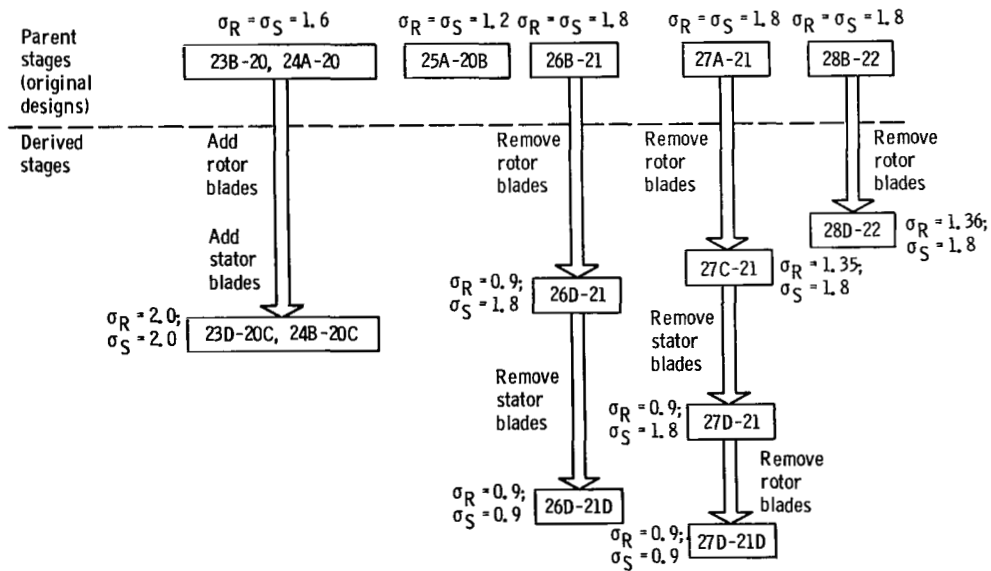 Parent
stages
(original
designs)
σR = σS = 1.6
23B-20, 24A-20
σR = σS = 1.2
25A-20B
σR = σS = 1.8
26B-21
σR = σS = 1.8
27A-21
σR = σS = 1.8
28B-22
Derived
stages
Add
rotor
blades
Add
stator
blades
σR = 2.0;
σS = 2.0
23D-20C, 24B-20C
Remove
rotor
blades
σR = 0.9;
σS = 1.8
26D-21
Remove
stator
blades
σR = 0.9;
σS = 0.9
26D-21D
Remove
rotor
blades
27C-21
σR = 1.35;
σS = 1.8
Remove
stator
blades
σR = 0.9;
σS = 1.8
27D-21
Remove
rotor
blades
σR = 0.9;
σS = 0.9
27D-21D
Remove
rotor
blades
28D-22
σR = 1.36;
σS = 1.8